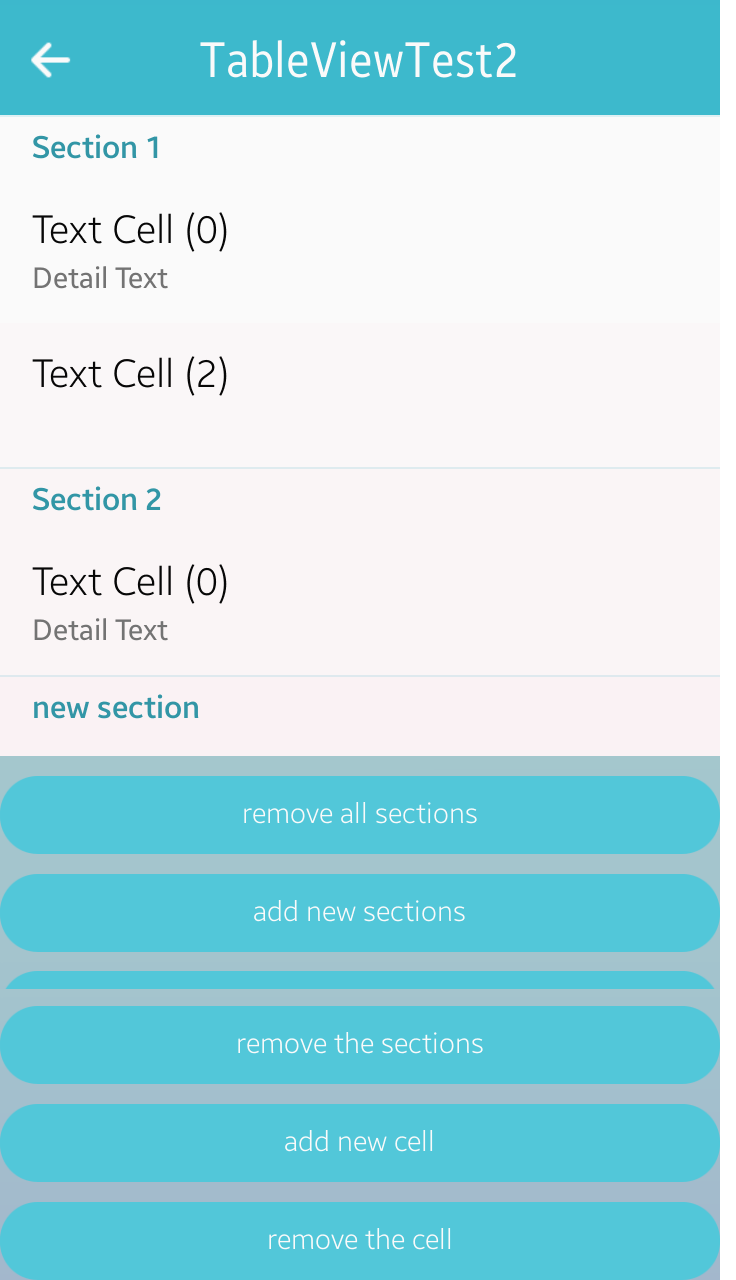 TableViewTest2
Section 1
Text Cell (0)
Detail Text
Text Cell (2)
Section 2
Text Cell (0)
Detail Text
new section
remove all sections
add new sections
remove the sections
add new cell
remove the cell